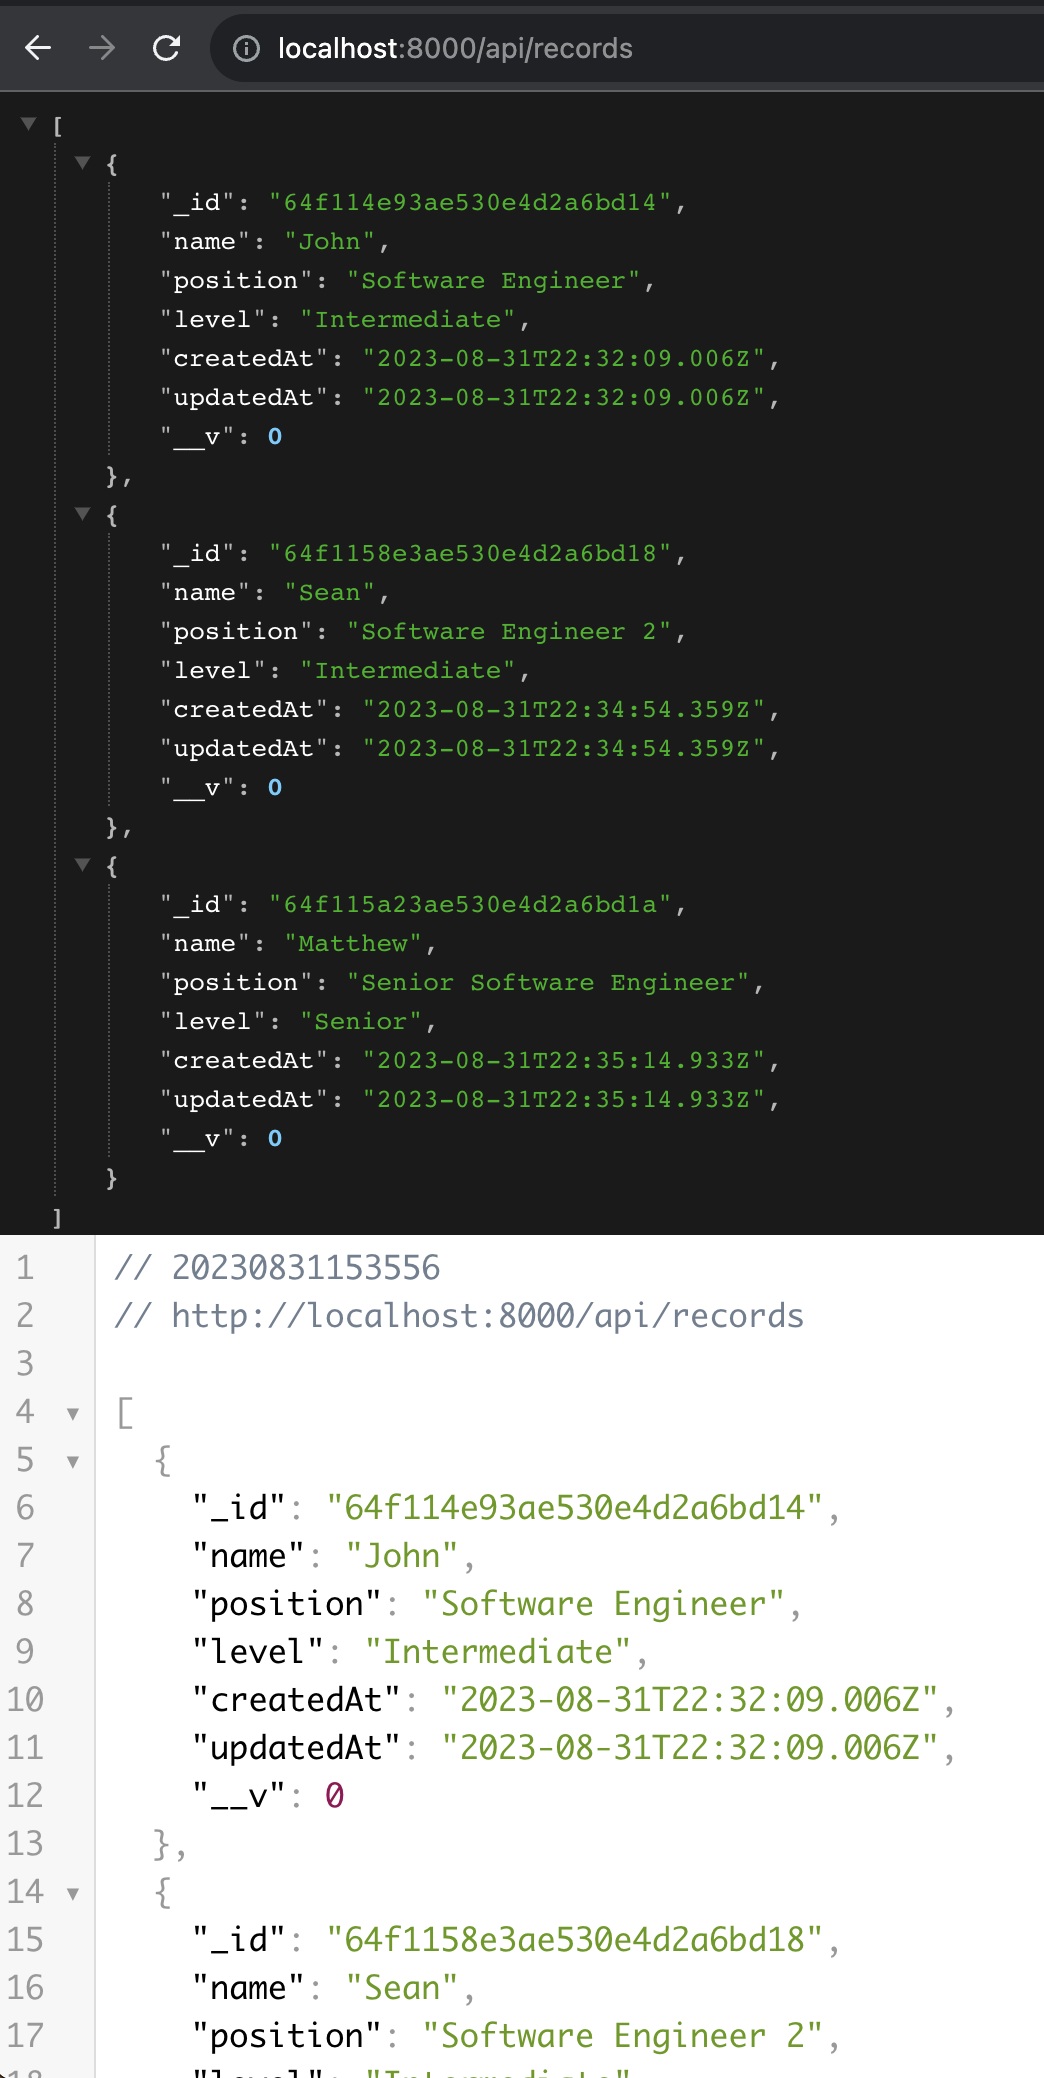 localhost:8000/api/records
[
{
"_id": "64f114e93ae530e4d2a6bd14",
"name": "John",
"position": "Software Engineer",
"level": "Intermediate",
"createdAt": "2023-08-31T22:32:09.006Z",
"updatedAt": "2023-08-31T22:32:09.006Z",
"__v": 0
},
{
"_id": "64f1158e3ae530e4d2a6bd18",
"name": "Sean",
"position": "Software Engineer 2",
"level": "Intermediate",
"createdAt": "2023-08-31T22:34:54.359Z",
"updatedAt": "2023-08-31T22:34:54.359Z",
"__v": 0
},
{
"_id": "64f115a23ae530e4d2a6bd1a",
"name": "Matthew",
"position": "Senior Software Engineer",
"level": "Senior",
"createdAt": "2023-08-31T22:35:14.933Z",
"updatedAt": "2023-08-31T22:35:14.933Z",
"__v": 0
}
]
1 // 20230831153556
2 // http://localhost:8000/api/records
3
4 [
5 {
6 "_id": "64f114e93ae530e4d2a6bd14",
7 "name": "John",
8 "position": "Software Engineer",
9 "level": "Intermediate",
10 "createdAt": "2023-08-31T22:32:09.006Z",
11 "updatedAt": "2023-08-31T22:32:09.006Z",
12 "__v": 0
13 },
14 {
15 "_id": "64f1158e3ae530e4d2a6bd18",
16 "name": "Sean",
17 "position": "Software Engineer 2",
18 "level": "Intermediate"